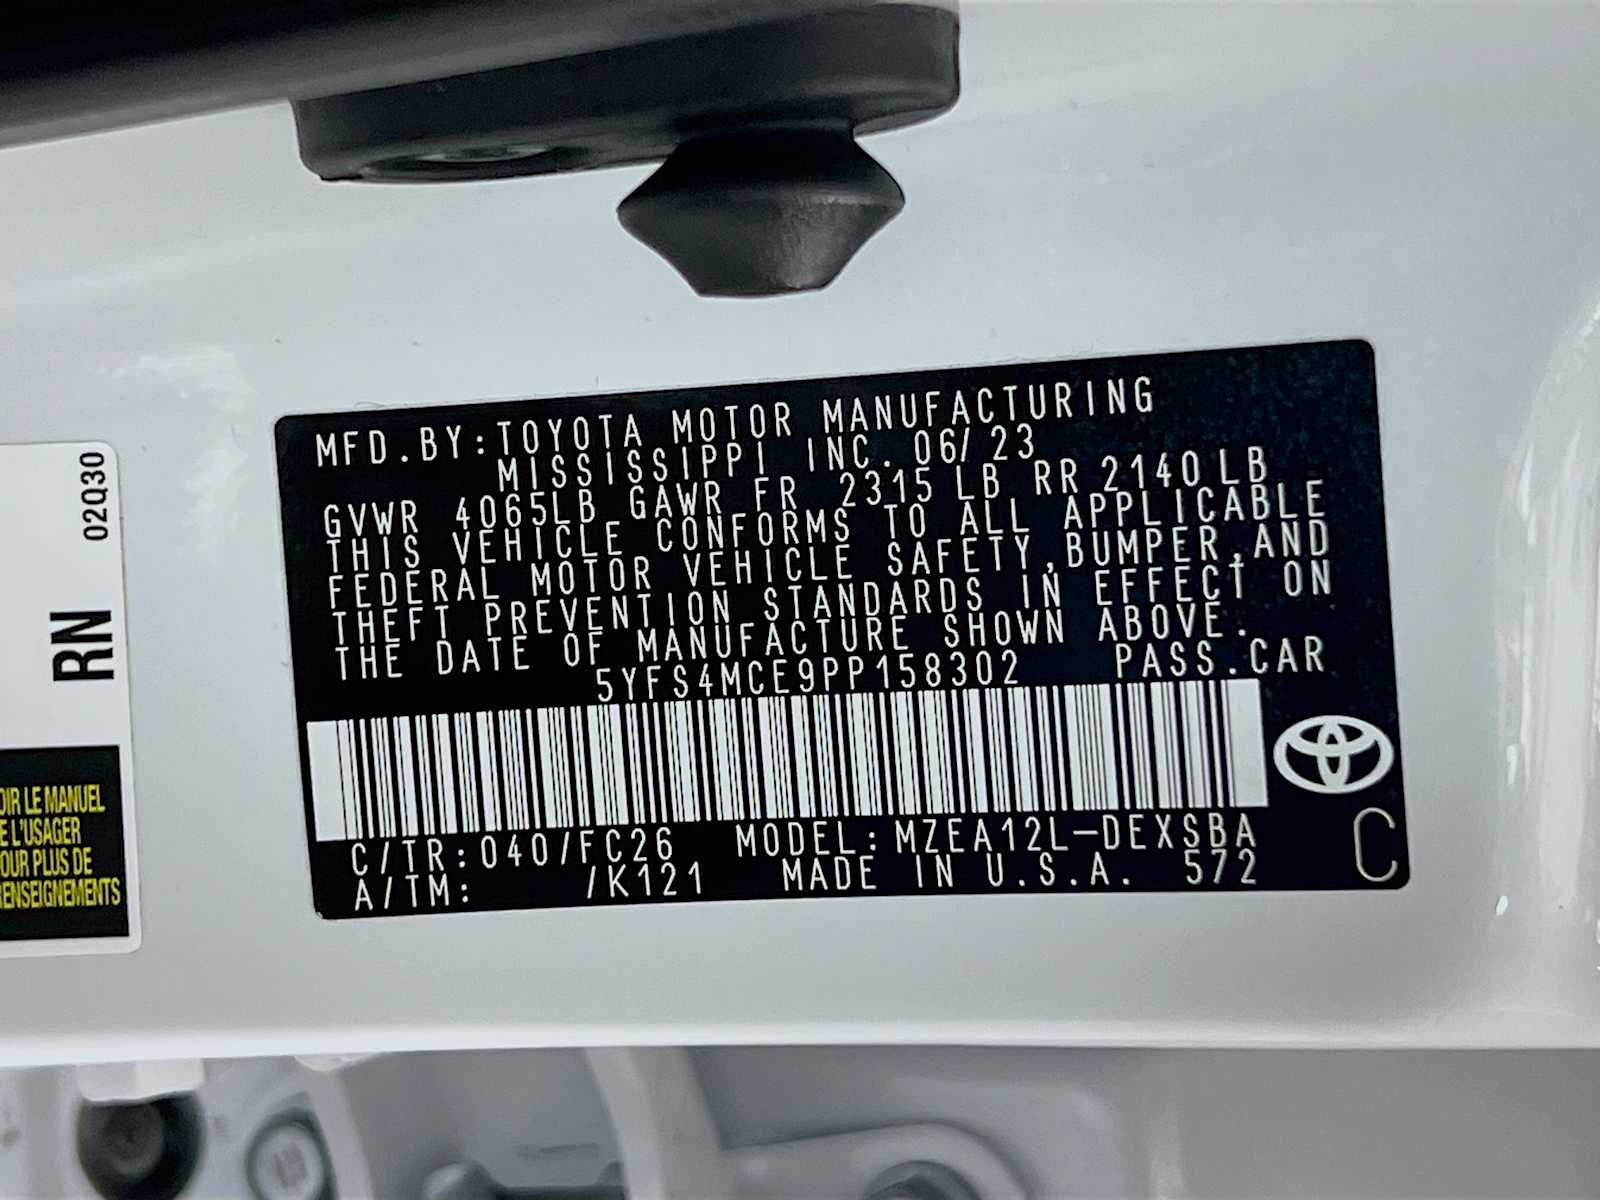 MFD.BY:TOYOTA MOTOR MANUFACTURING
MISSISSIPPI INC. 06/23
GVWR 4065LB GAWR FR 2315 LB RR 2140 LB
THIS VEHICLE CONFORMS TO ALL APPLICABLE
FEDERAL MOTOR VEHICLE SAFETY,BUMPER,AND
THEFT PREVENTION STANDARDS IN EFFECT ON
THE DATE OF MANUFACTURE SHOWN ABOVE.
5YFS4MCE9PP158302 PASS.CAR
C/TR:040/FC26 MODEL:MZEA12L-DEXSBA
A/TM: /K121 MADE IN U.S.A. 572
C
02Q30
RN
OIR LE MANUEL
E L'USAGER
OUR PLUS DE
RENSEIGNEMENTS